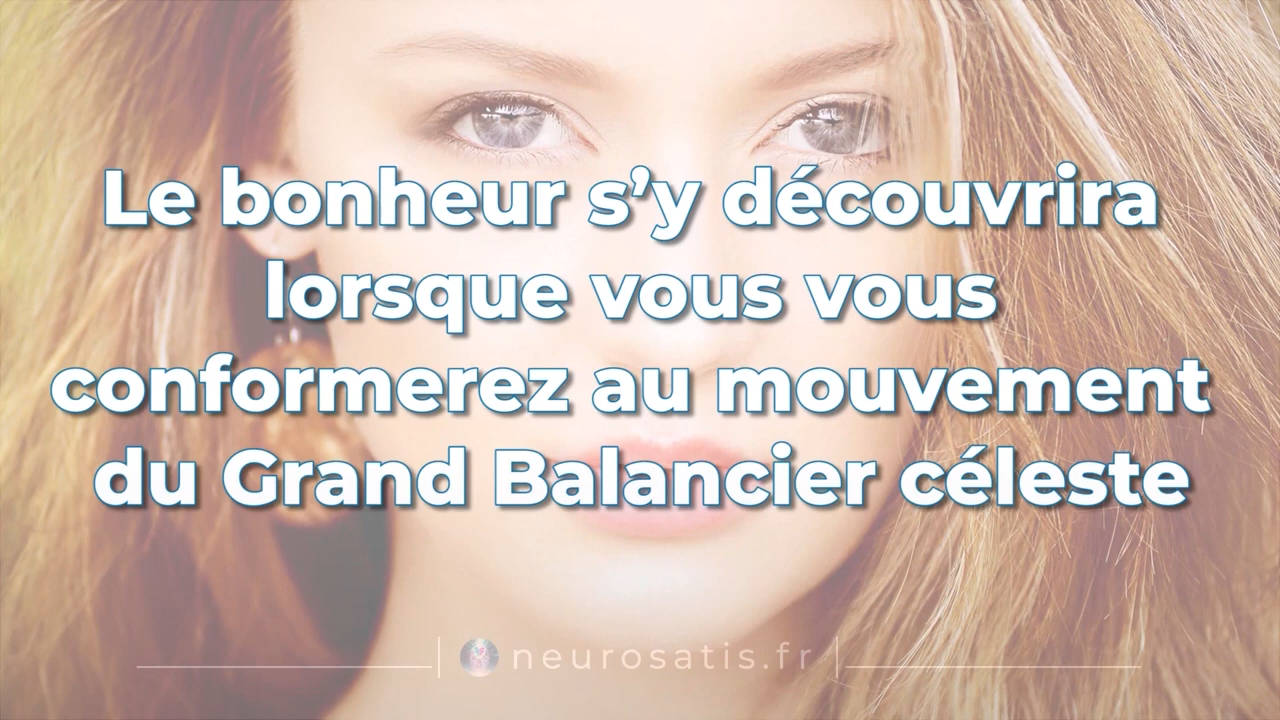 Le bonheur s’y découvrira
lorsque vous vous
conformerez au mouvement
du Grand Balancier céleste
neurosatis.fr